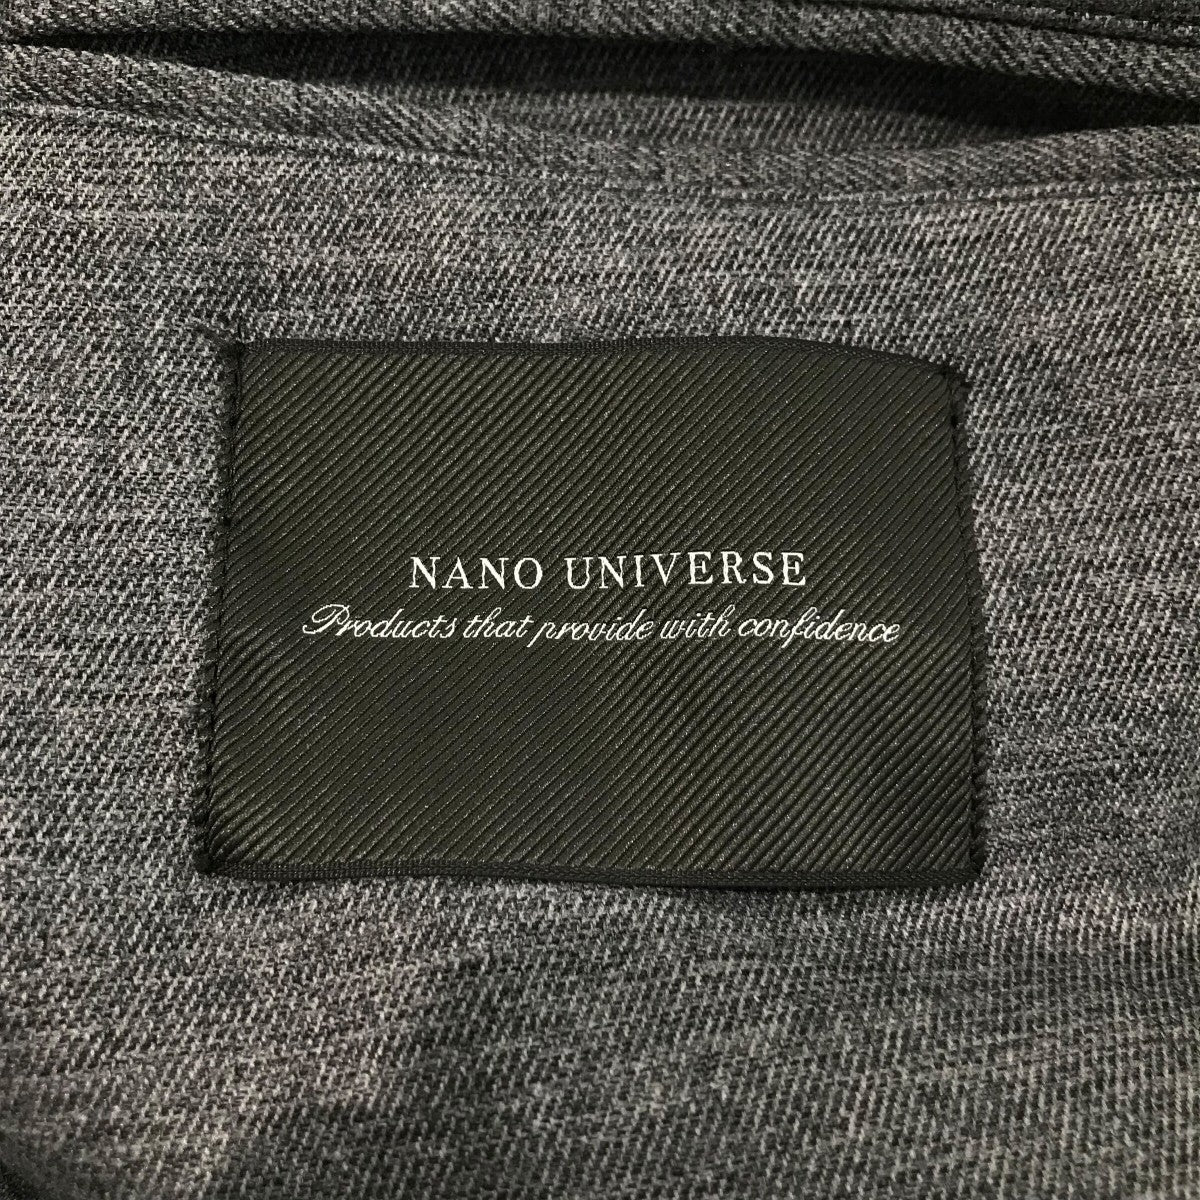 NANO UNIVERSE
Products that provide with confidence